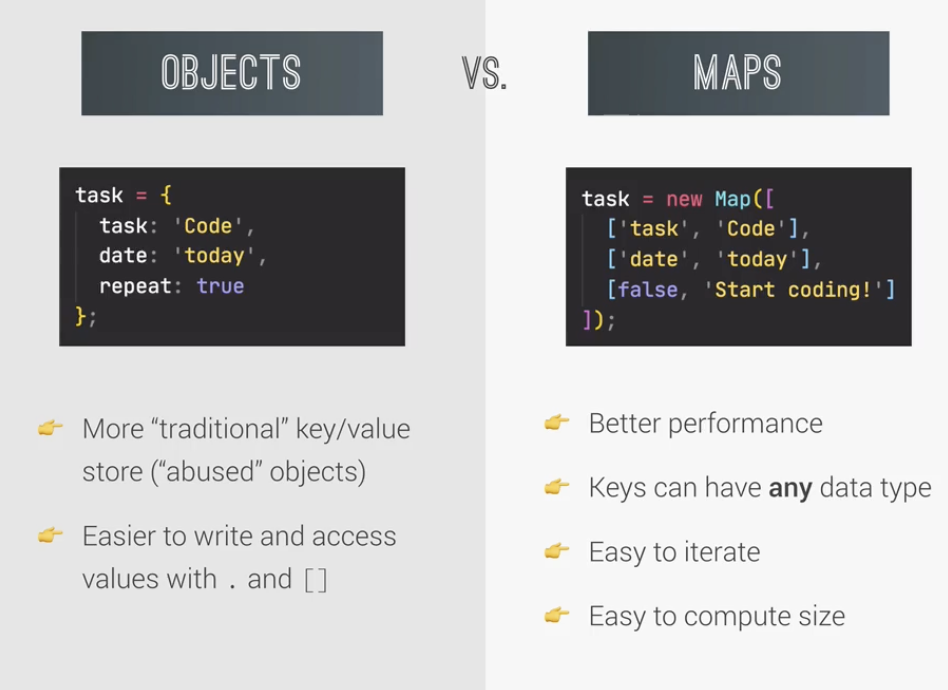 OBJECTS
VS.
MAPS
task = {
  task: 'Code',
  date: 'today',
  repeat: true
};
More “traditional” key/value
store (“abused” objects)
Easier to write and access
values with . and []
task = new Map([
  ['task', 'Code'],
  ['date', 'today'],
  [false, 'Start coding!']
]);
Better performance
Keys can have any data type
Easy to iterate
Easy to compute size